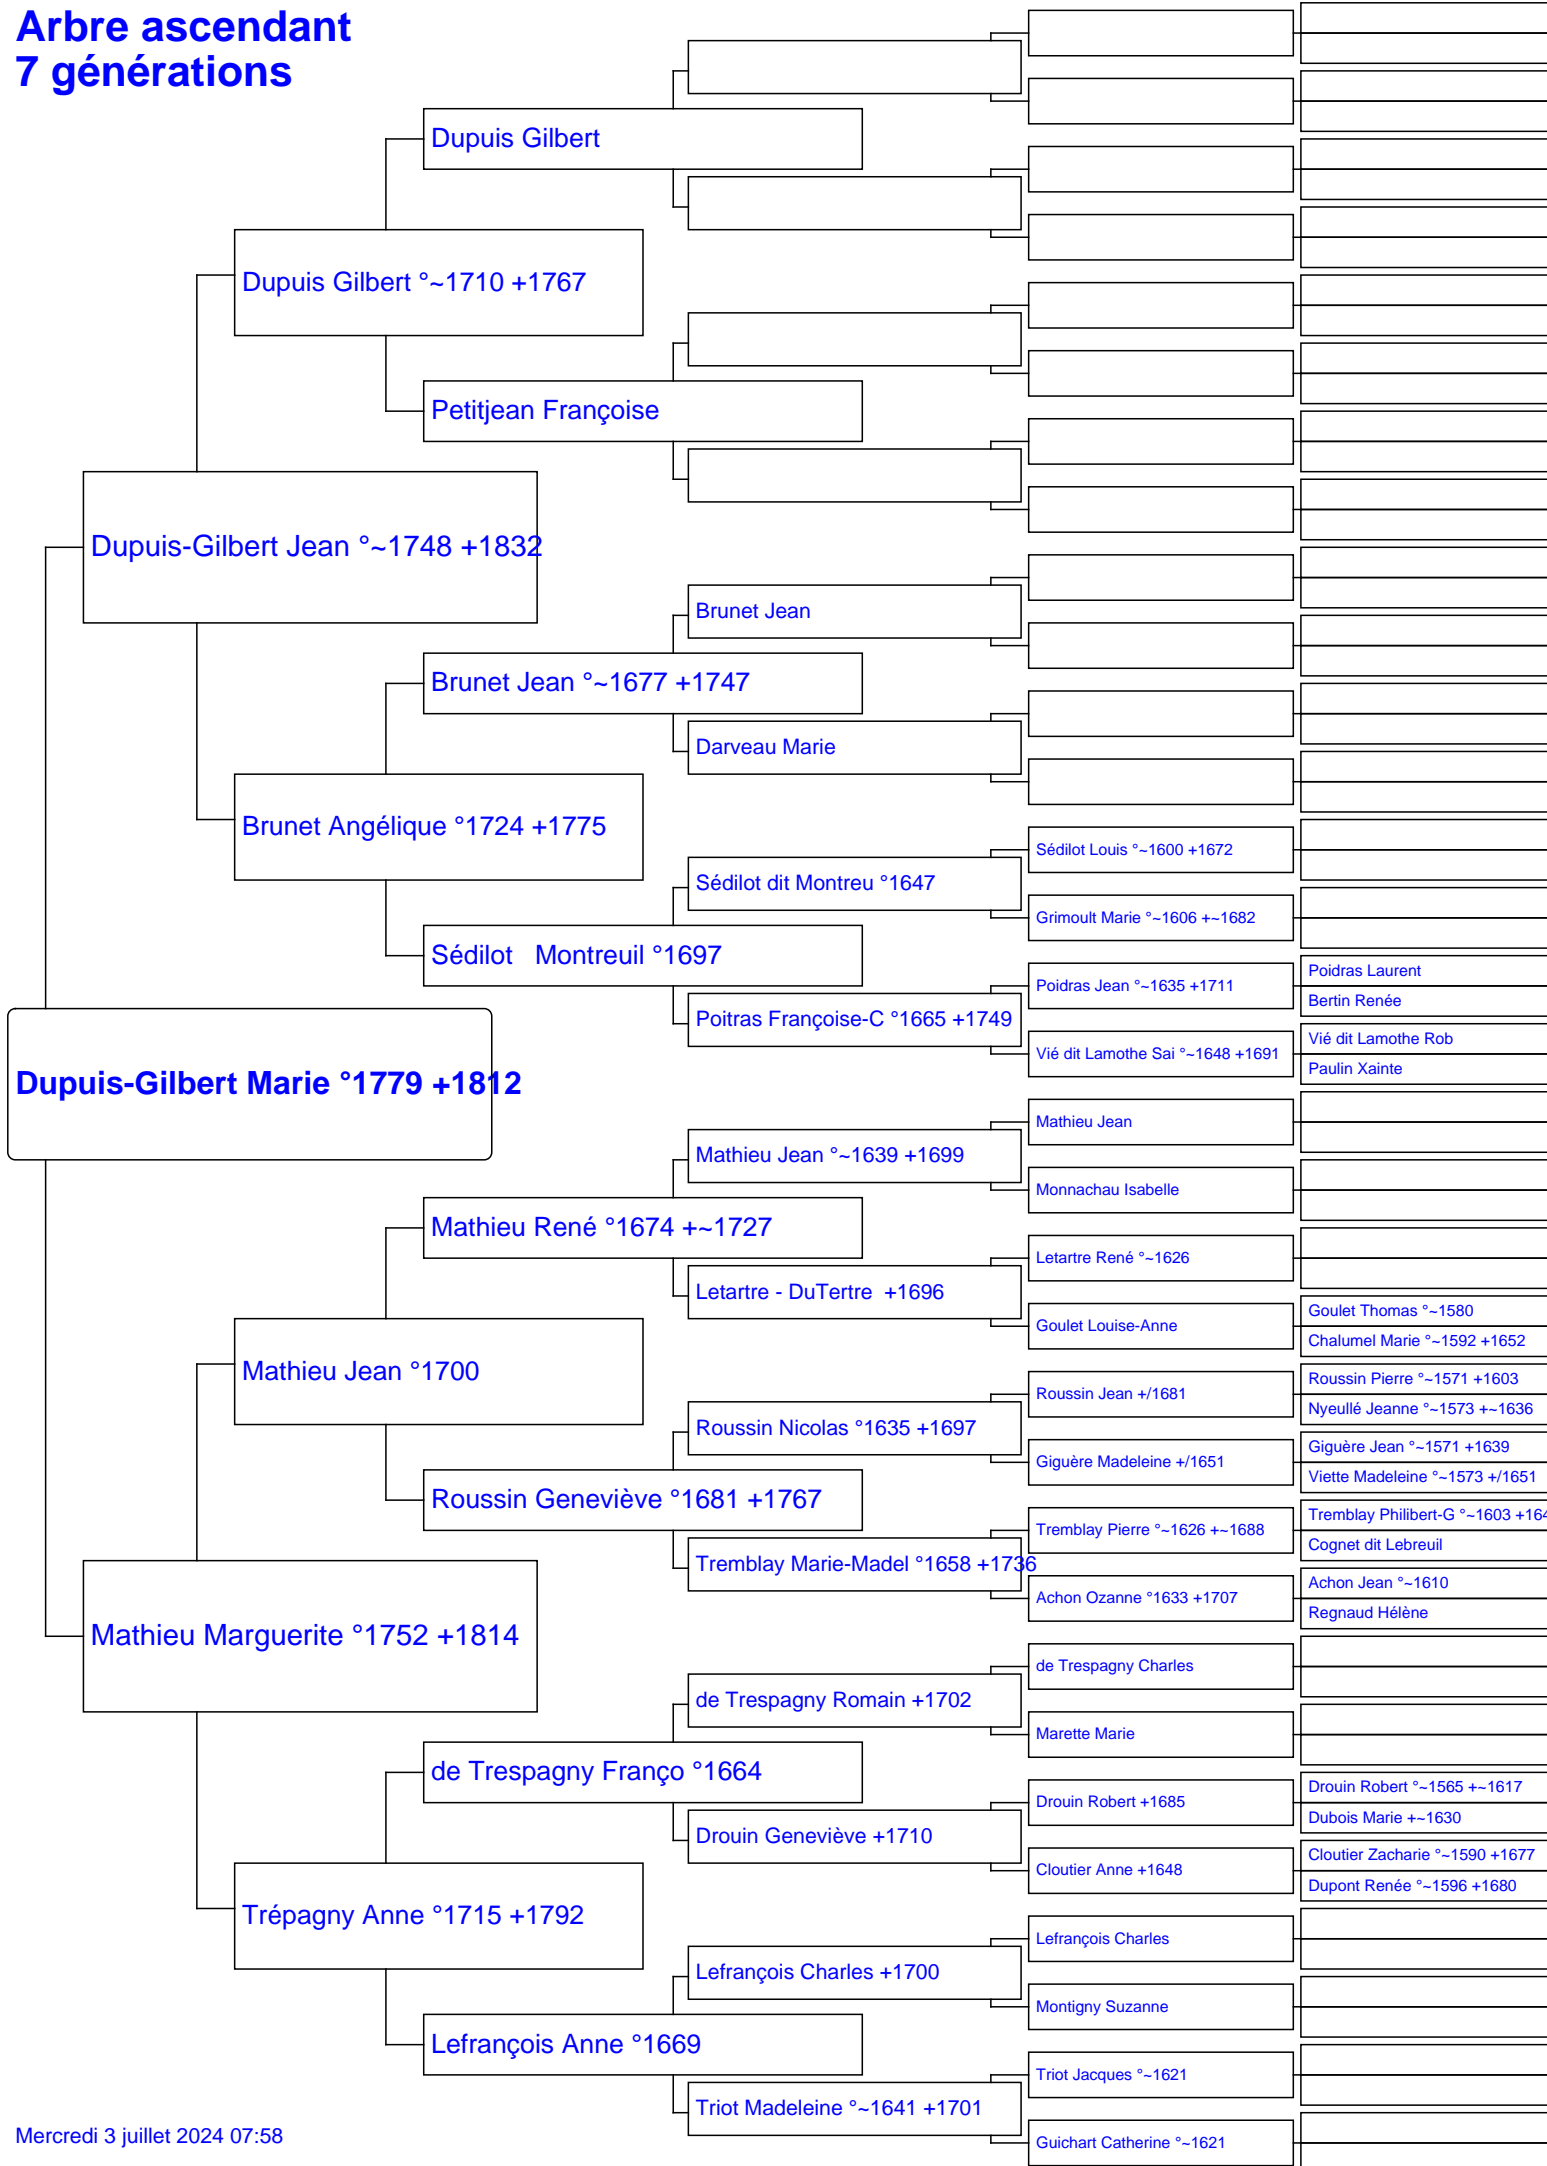 Arbre ascendant
7 générations
Dupuis Gilbert
Dupuis Gilbert °~1710 +1767
Petitjean Françoise
Dupuis-Gilbert Jean °~1748 +1832
Brunet Jean
Brunet Jean °~1677 +1747
Darveau Marie
Brunet Angélique °1724 +1775
Sédilot Louis °~1600 +1672
Sédilot dit Montreu °1647
Grimoult Marie °~1606 +~1682
Sédilot   Montreuil °1697
Poidras Laurent
Poidras Jean °~1635 +1711
Bertin Renée
Poitras Françoise-C °1665 +1749
Vié dit Lamothe Rob
Vié dit Lamothe Sai °~1648 +1691
Paulin Xainte
Dupuis-Gilbert Marie °1779 +1812
Mathieu Jean
Mathieu Jean °~1639 +1699
Monnachau Isabelle
Mathieu René °1674 +~1727
Letartre René °~1626
Letartre - DuTertre  +1696
Goulet Thomas °~1580
Goulet Louise-Anne
Chalumel Marie °~1592 +1652
Mathieu Jean °1700
Roussin Pierre °~1571 +1603
Roussin Jean +/1681
Nyeullé Jeanne °~1573 +~1636
Roussin Nicolas °1635 +1697
Giguère Jean °~1571 +1639
Giguère Madeleine +/1651
Viette Madeleine °~1573 +/1651
Roussin Geneviève °1681 +1767
Tremblay Philibert-G °~1603 +164
Tremblay Pierre °~1626 +~1688
Cognet dit Lebreuil
Tremblay Marie-Madel °1658 +1736
Achon Jean °~1610
Achon Ozanne °1633 +1707
Regnaud Hélène
Mathieu Marguerite °1752 +1814
de Trespagny Charles
de Trespagny Romain +1702
Marette Marie
de Trespagny Franço °1664
Drouin Robert °~1565 +~1617
Drouin Robert +1685
Dubois Marie +~1630
Drouin Geneviève +1710
Cloutier Zacharie °~1590 +1677
Cloutier Anne +1648
Dupont Renée °~1596 +1680
Trépagny Anne °1715 +1792
Lefrançois Charles
Lefrançois Charles +1700
Montigny Suzanne
Lefrançois Anne °1669
Triot Jacques °~1621
Triot Madeleine °~1641 +1701
Guichart Catherine °~1621
Mercredi 3 juillet 2024 07:58